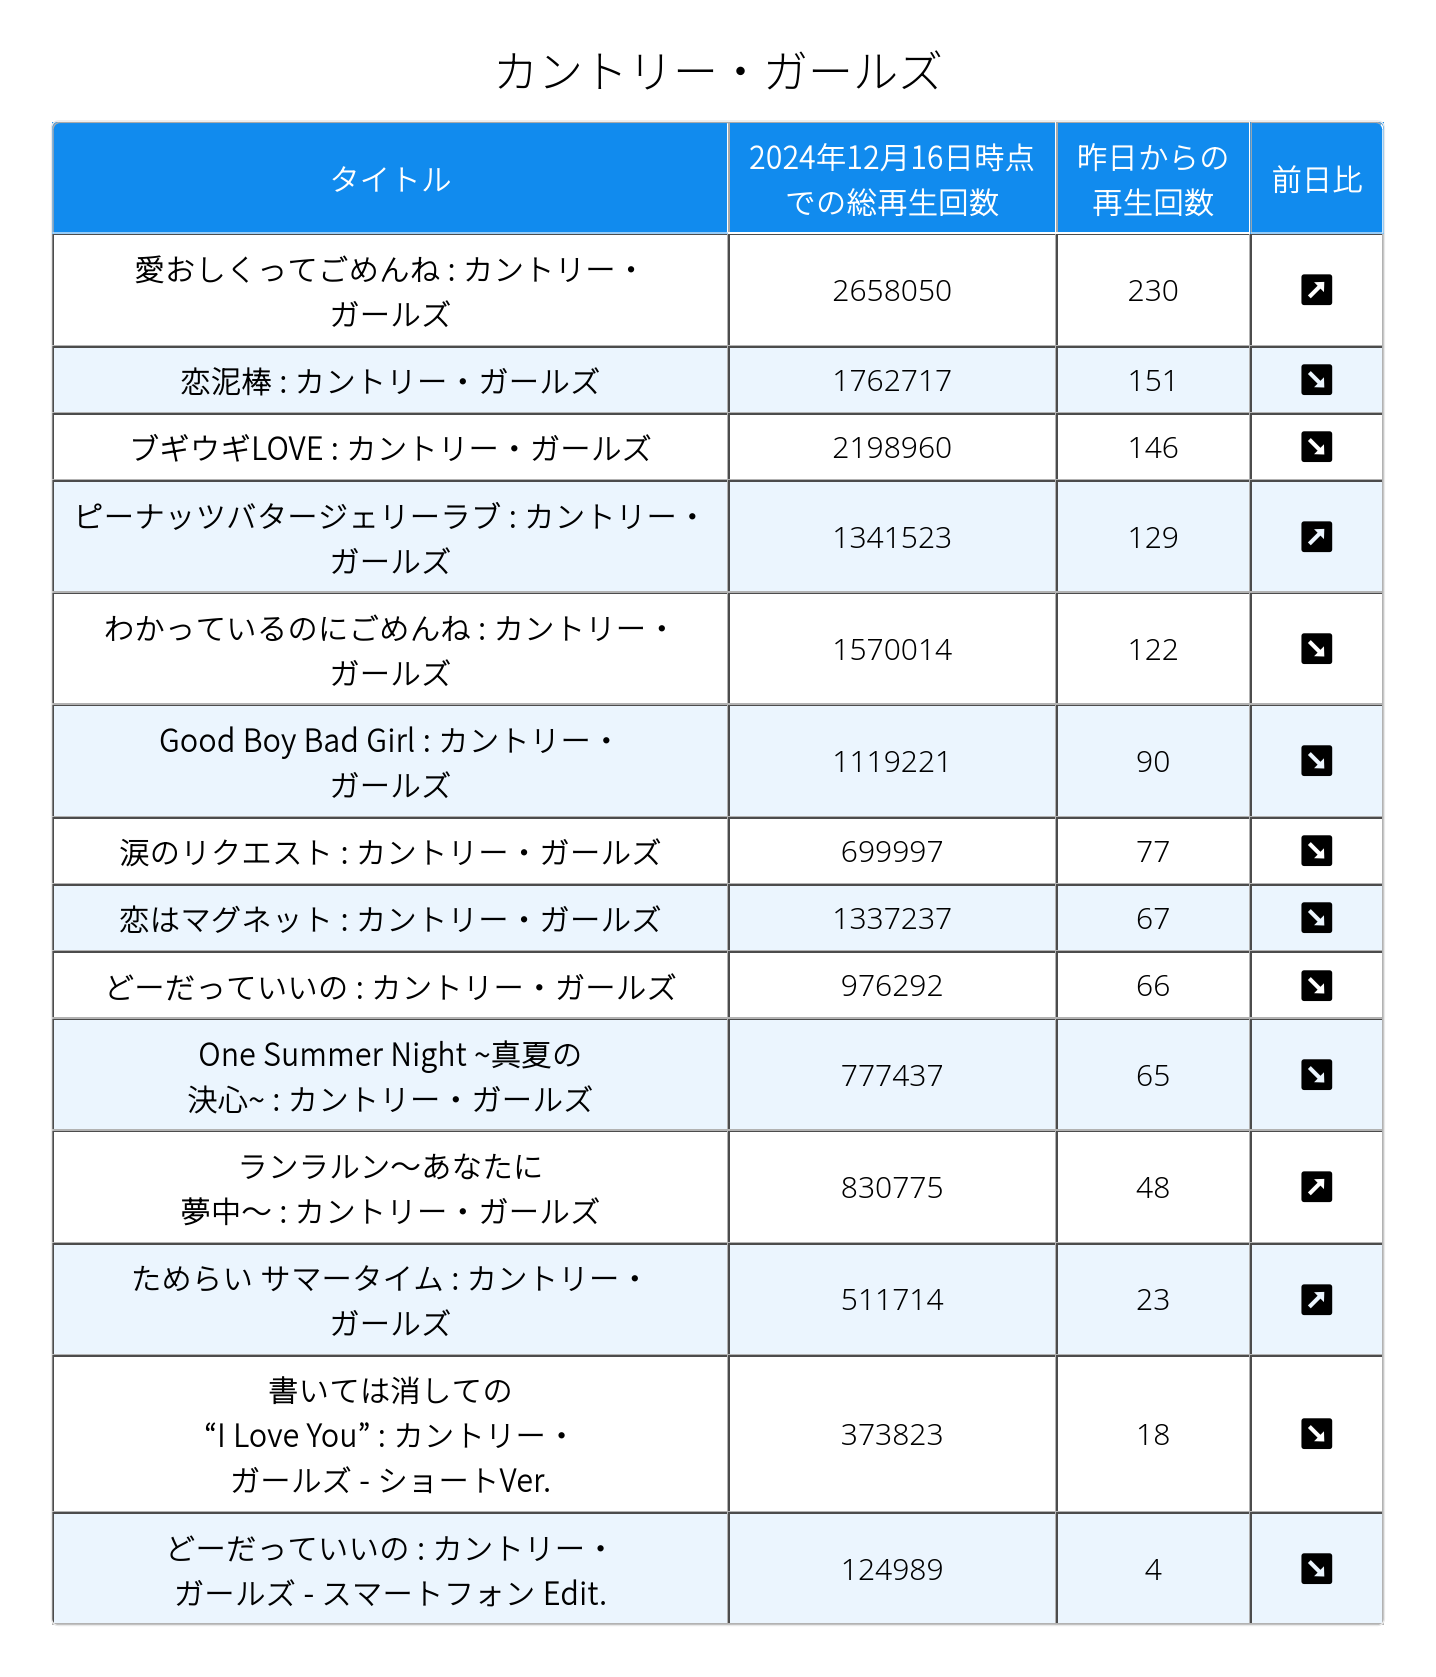 カントリー・ガールズ
タイトル
2024年12月16日時点
での総再生回数
昨日からの
再生回数
前日比
愛おしくってごめんね : カントリー・
ガールズ
2658050
230
恋泥棒 : カントリー・ガールズ
1762717
151
ブギウギLOVE : カントリー・ガールズ
2198960
146
ピーナッツバタージェリーラブ : カントリー・
ガールズ
1341523
129
わかっているのにごめんね : カントリー・
ガールズ
1570014
122
Good Boy Bad Girl : カントリー・
ガールズ
1119221
90
涙のリクエスト : カントリー・ガールズ
699997
77
恋はマグネット : カントリー・ガールズ
1337237
67
どーだっていいの : カントリー・ガールズ
976292
66
One Summer Night ~真夏の
決心~ : カントリー・ガールズ
777437
65
ランラルン〜あなたに
夢中〜 : カントリー・ガールズ
830775
48
ためらい サマータイム : カントリー・
ガールズ
511714
23
書いては消しての
“I Love You” : カントリー・
ガールズ - ショートVer.
373823
18
どーだっていいの : カントリー・
ガールズ - スマートフォン Edit.
124989
4